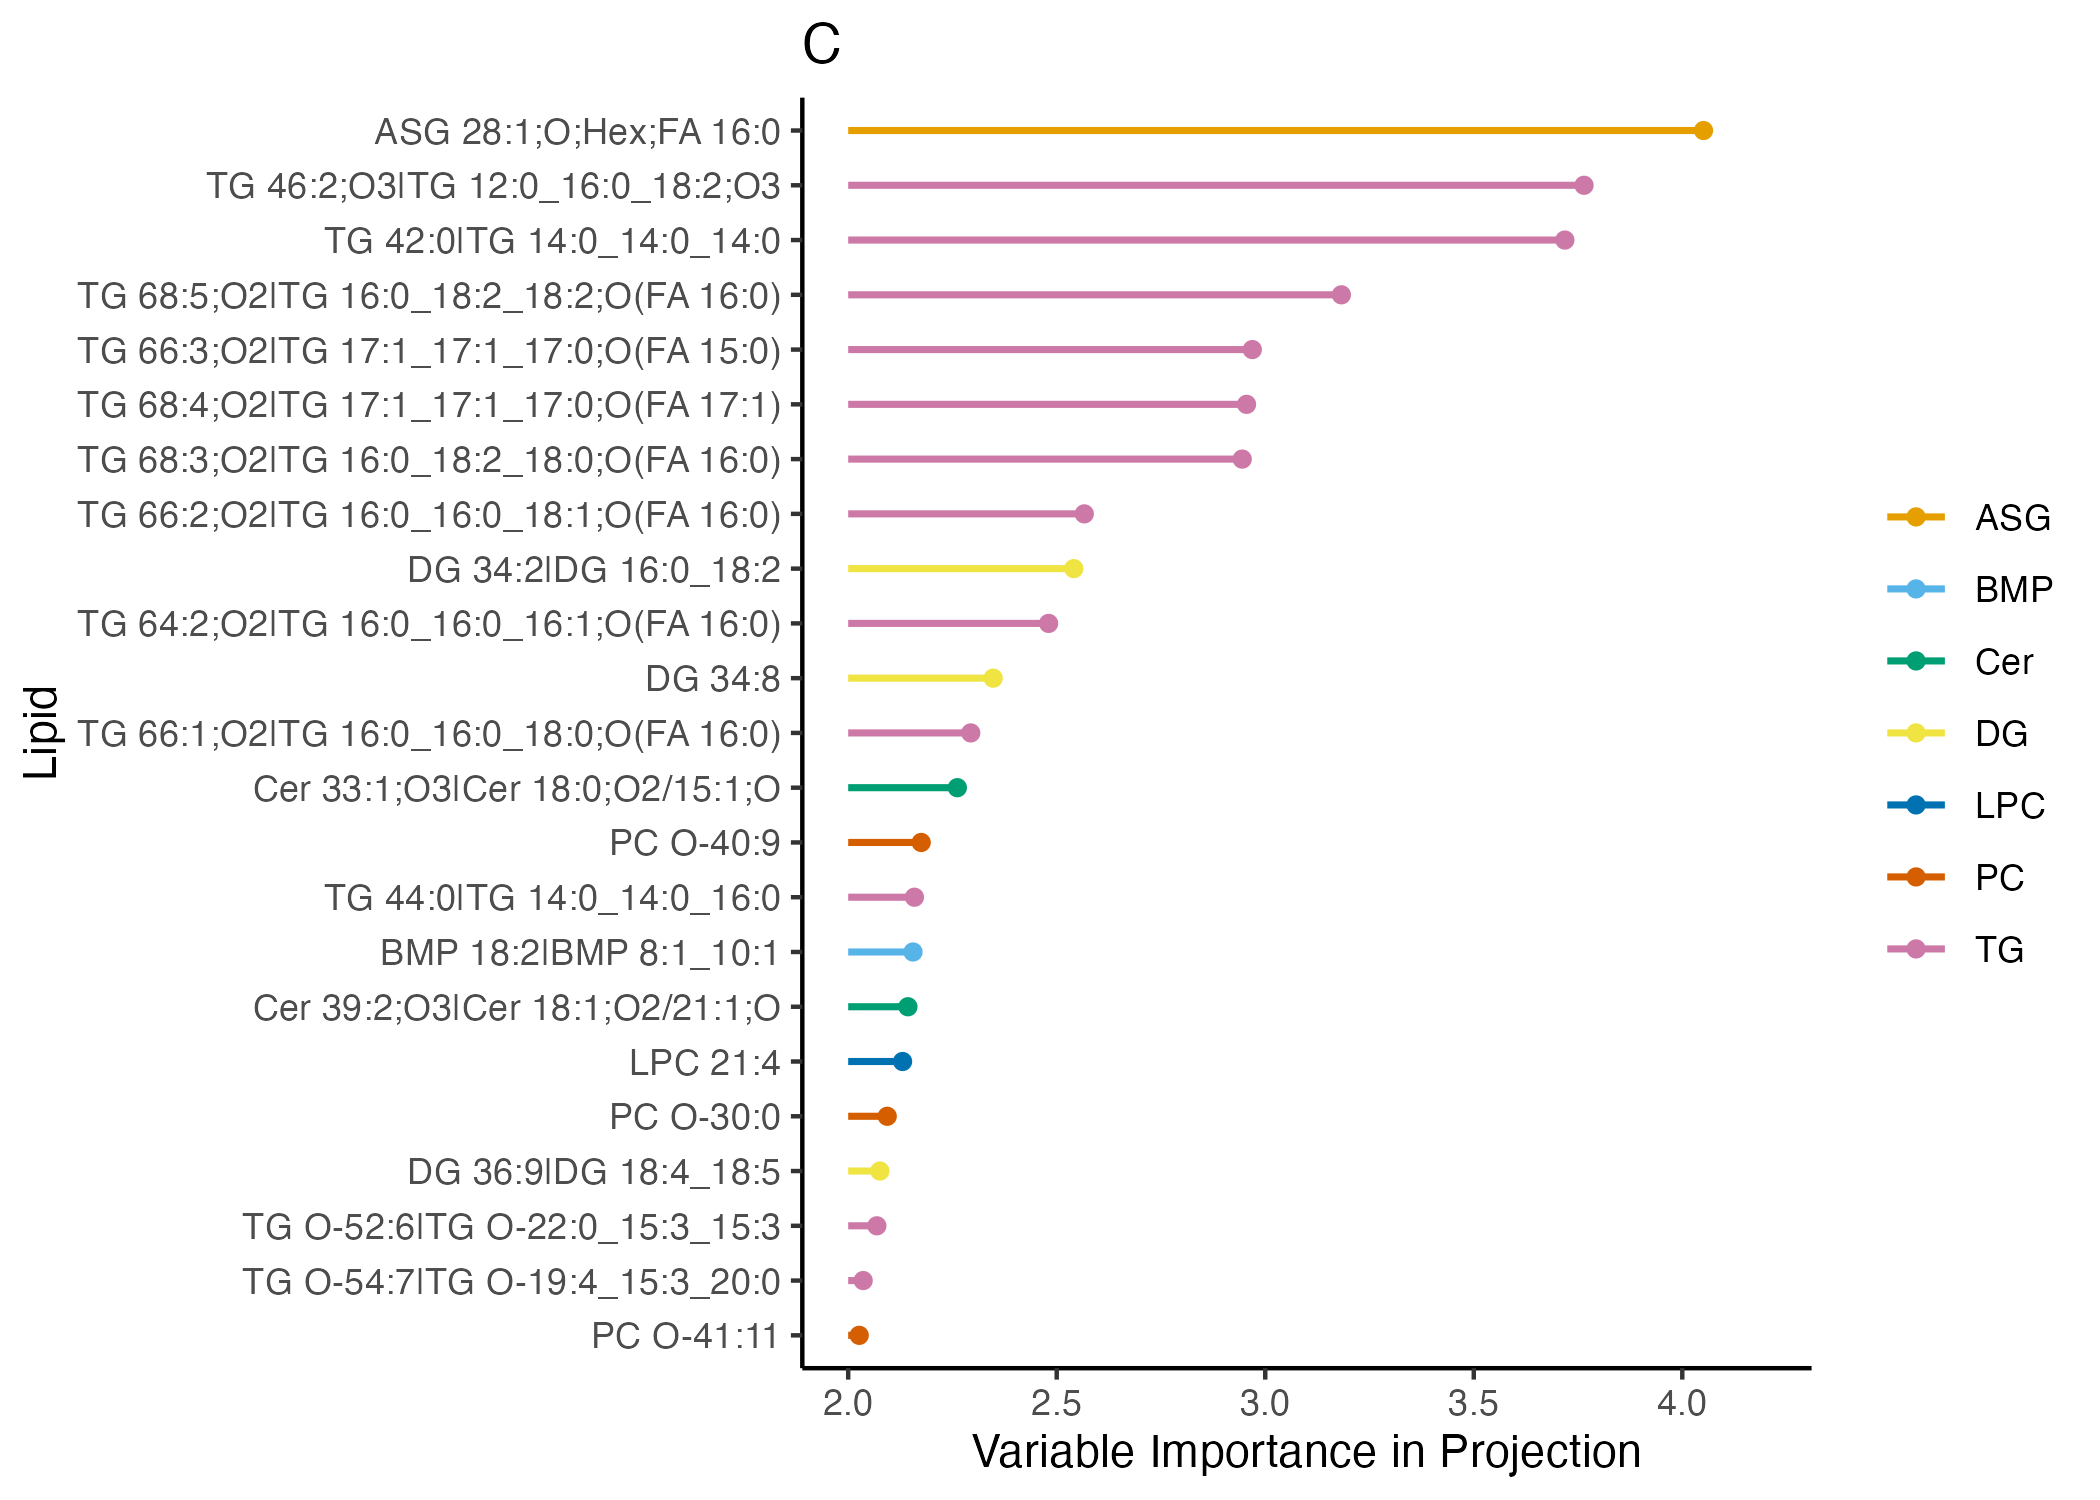 C
ASG 28:1;O;Hex;FA 16:0
TG 46:2;O3|TG 12:0_16:0_18:2;O3
TG 42:0|TG 14:0_14:0_14:0
TG 68:5;O2|TG 16:0_18:2_18:2;O(FA 16:0)
TG 66:3;O2|TG 17:1_17:1_17:0;O(FA 15:0)
TG 68:4;O2|TG 17:1_17:1_17:0;O(FA 17:1)
TG 68:3;O2|TG 16:0_18:2_18:0;O(FA 16:0)
TG 66:2;O2|TG 16:0_16:0_18:1;O(FA 16:0)
DG 34:2|DG 16:0_18:2
TG 64:2;O2|TG 16:0_16:0_16:1;O(FA 16:0)
DG 34:8
TG 66:1;O2|TG 16:0_16:0_18:0;O(FA 16:0)
Cer 33:1;O3|Cer 18:0;O2/15:1;O
PC O-40:9
TG 44:0|TG 14:0_14:0_16:0
BMP 18:2|BMP 8:1_10:1
Cer 39:2;O3|Cer 18:1;O2/21:1;O
LPC 21:4
PC O-30:0
DG 36:9|DG 18:4_18:5
TG O-52:6|TG O-22:0_15:3_15:3
TG O-54:7|TG O-19:4_15:3_20:0
PC O-41:11
Lipid
2.0 2.5 3.0 3.5 4.0
Variable Importance in Projection
ASG
BMP
Cer
DG
LPC
PC
TG